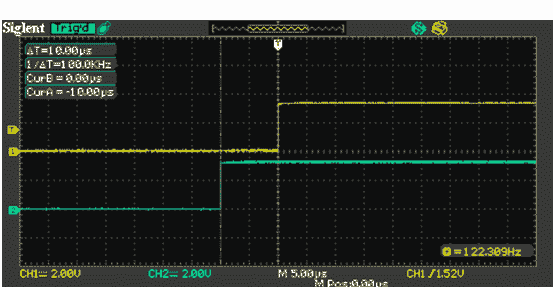 Siglent Trig'd
T
ΔT=10.00µs
1/ΔT=100.0KHz
CurB = 0.00µs
CurA = -10.00µs
T
1
2
=122.309Hz
CH1 2.00V CH2 2.00V M 5.00µs CH1 /1.52V
M Pos:0.00µs